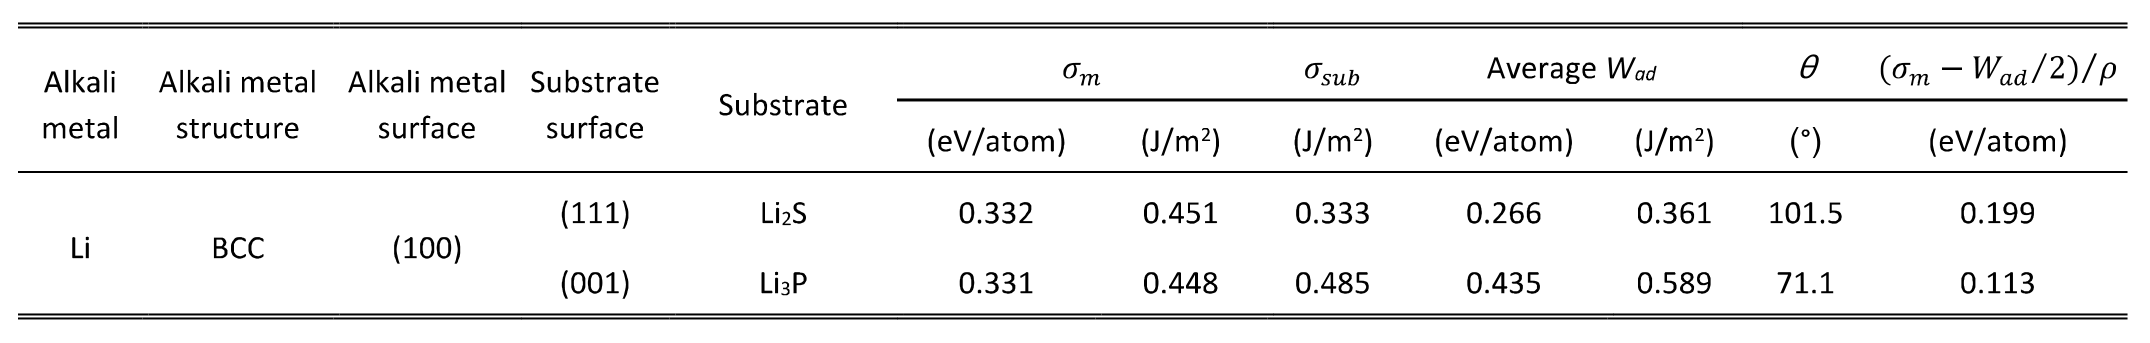 Alkali metal Alkali metal structure Alkali metal surface Substrate surface Substrate σm σsub Average Wad θ (σm − Wad/2)/ρ
(eV/atom) (J/m²) (J/m²) (eV/atom) (J/m²) (°) (eV/atom)
Li BCC (100) (111) Li₂S 0.332 0.451 0.333 0.266 0.361 101.5 0.199
(001) Li₃P 0.331 0.448 0.485 0.435 0.589 71.1 0.113